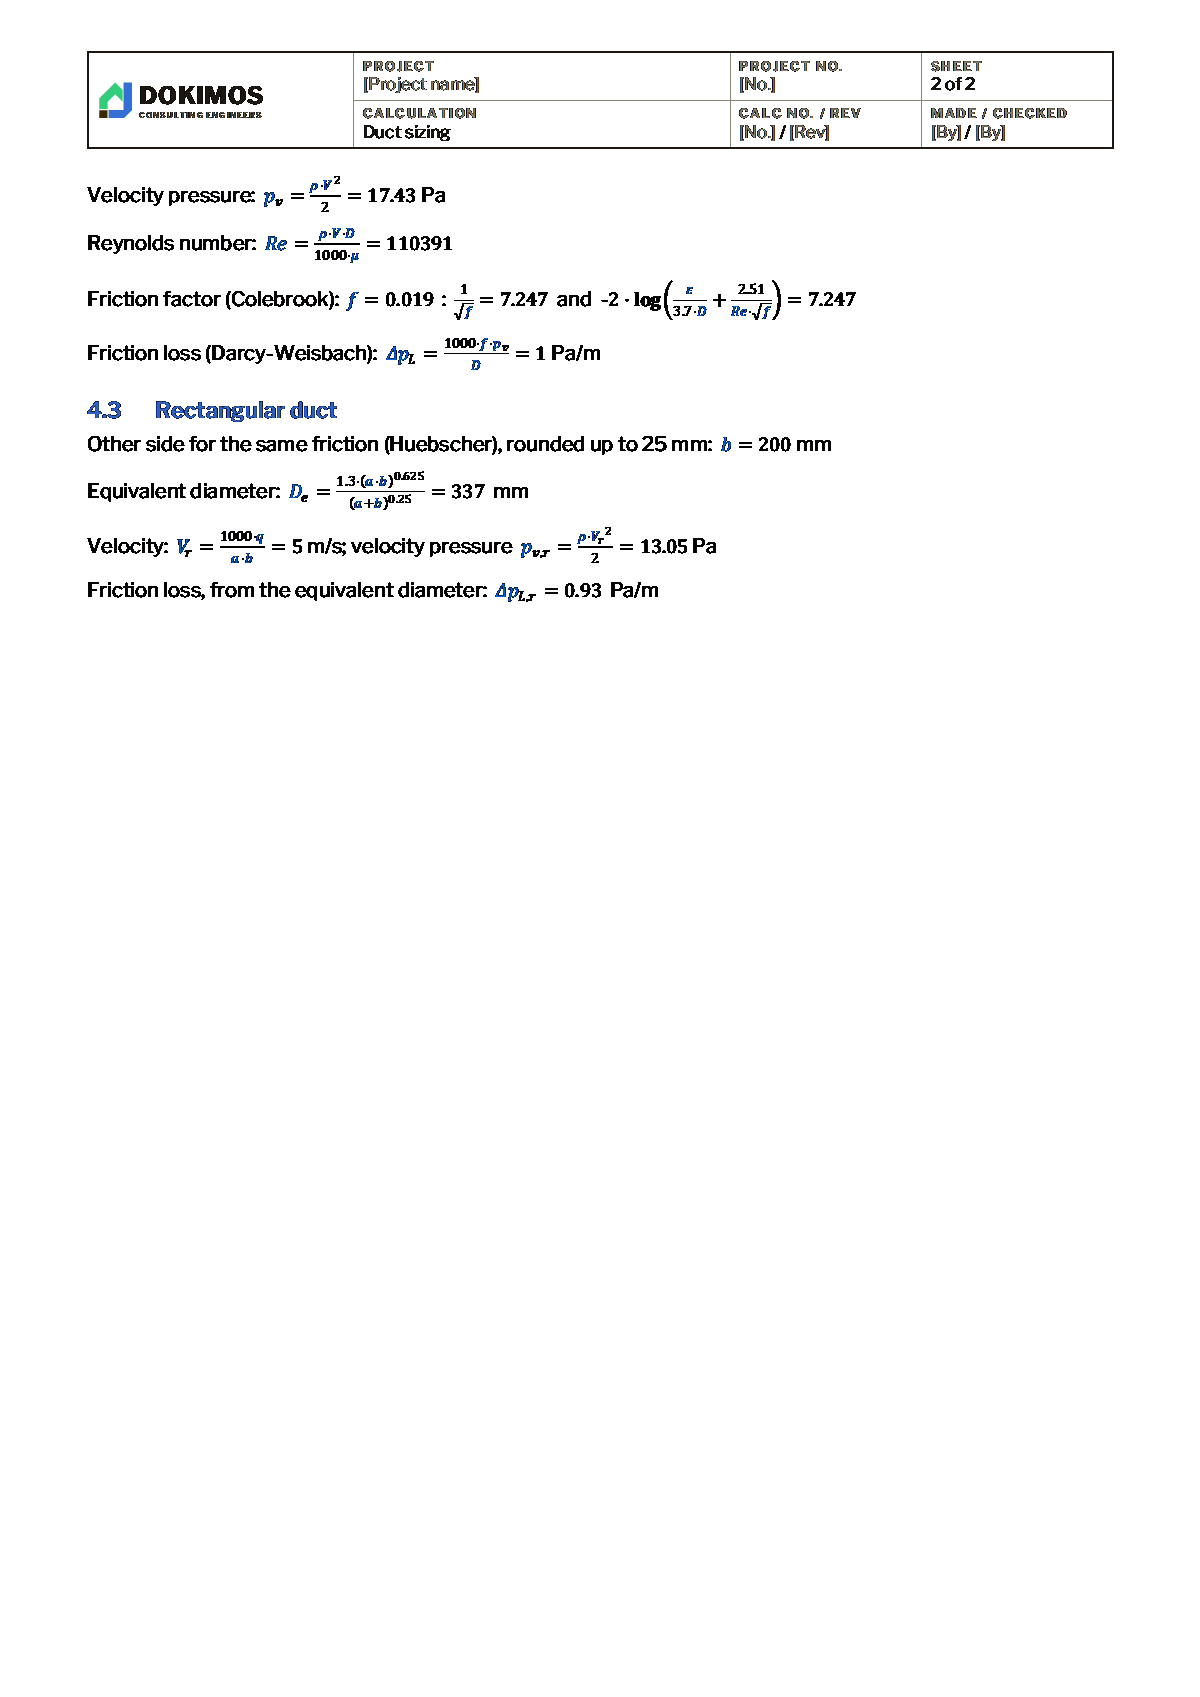 DOKIMOS
CONSULTING ENGINEERS
PROJECT
[Project name]
PROJECT NO.
[No.]
SHEET
2 of 2
CALCULATION
Duct sizing
CALC NO. / REV
[No.] / [Rev]
MADE / CHECKED
[By] / [By]
Velocity pressure: p_v = ρ·V²/2 = 17.43 Pa
Reynolds number: Re = ρ·V·D/1000·μ = 110391
Friction factor (Colebrook): f = 0.019 : 1/√f = 7.247 and -2 · log(ε/3.7·D + 2.51/Re·√f) = 7.247
Friction loss (Darcy-Weisbach): Δp_L = 1000·f·p_v/D = 1 Pa/m
4.3 Rectangular duct
Other side for the same friction (Huebscher), rounded up to 25 mm: b = 200 mm
Equivalent diameter: D_e = 1.3·(a·b)^0.625/(a+b)^0.25 = 337 mm
Velocity: V_r = 1000·q/a·b = 5 m/s; velocity pressure p_v,r = ρ·V_r²/2 = 13.05 Pa
Friction loss, from the equivalent diameter: Δp_L,r = 0.93 Pa/m